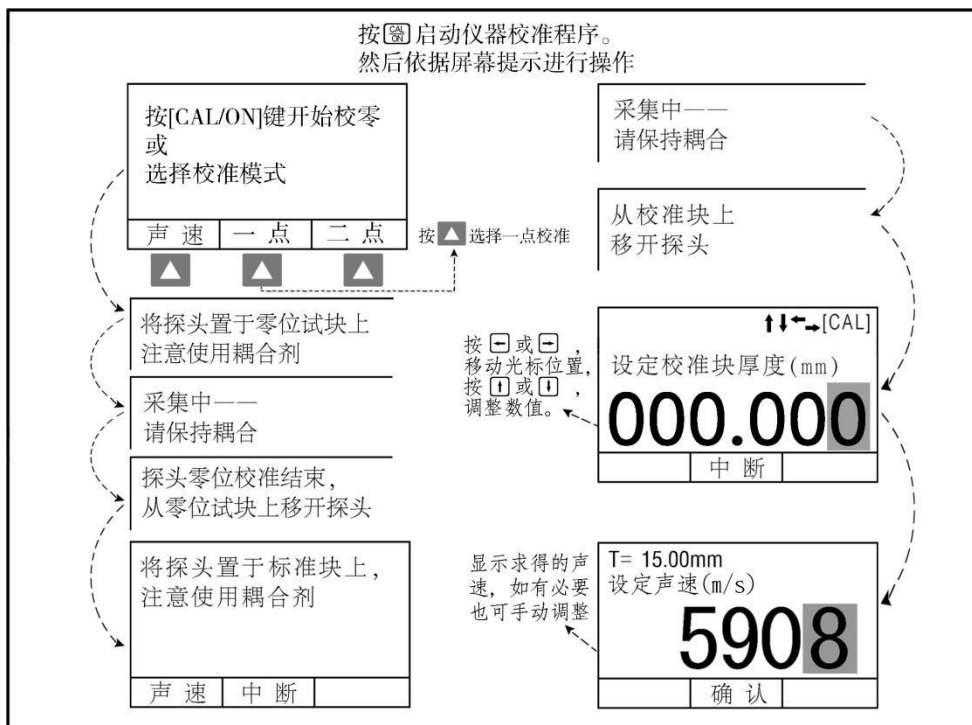 按CAL ON启动仪器校准程序。
然后依据屏幕提示进行操作
按[CAL/ON]键开始校零
或
选择校准模式
声速 一点 二点
按▲选择一点校准
将探头置于零位试块上
注意使用耦合剂
采集中——
请保持耦合
探头零位校准结束，
从零位试块上移开探头
将探头置于标准块上，
注意使用耦合剂
声速 中断
采集中——
请保持耦合
从校准块上
移开探头
按←或→，
移动光标位置，
按↑或↓，
调整数值。
↑↓←→[CAL]
设定校准块厚度(mm)
000.000
中断
显示求得的声
速，如有必要
也可手动调整
T= 15.00mm
设定声速(m/s)
5908
确认